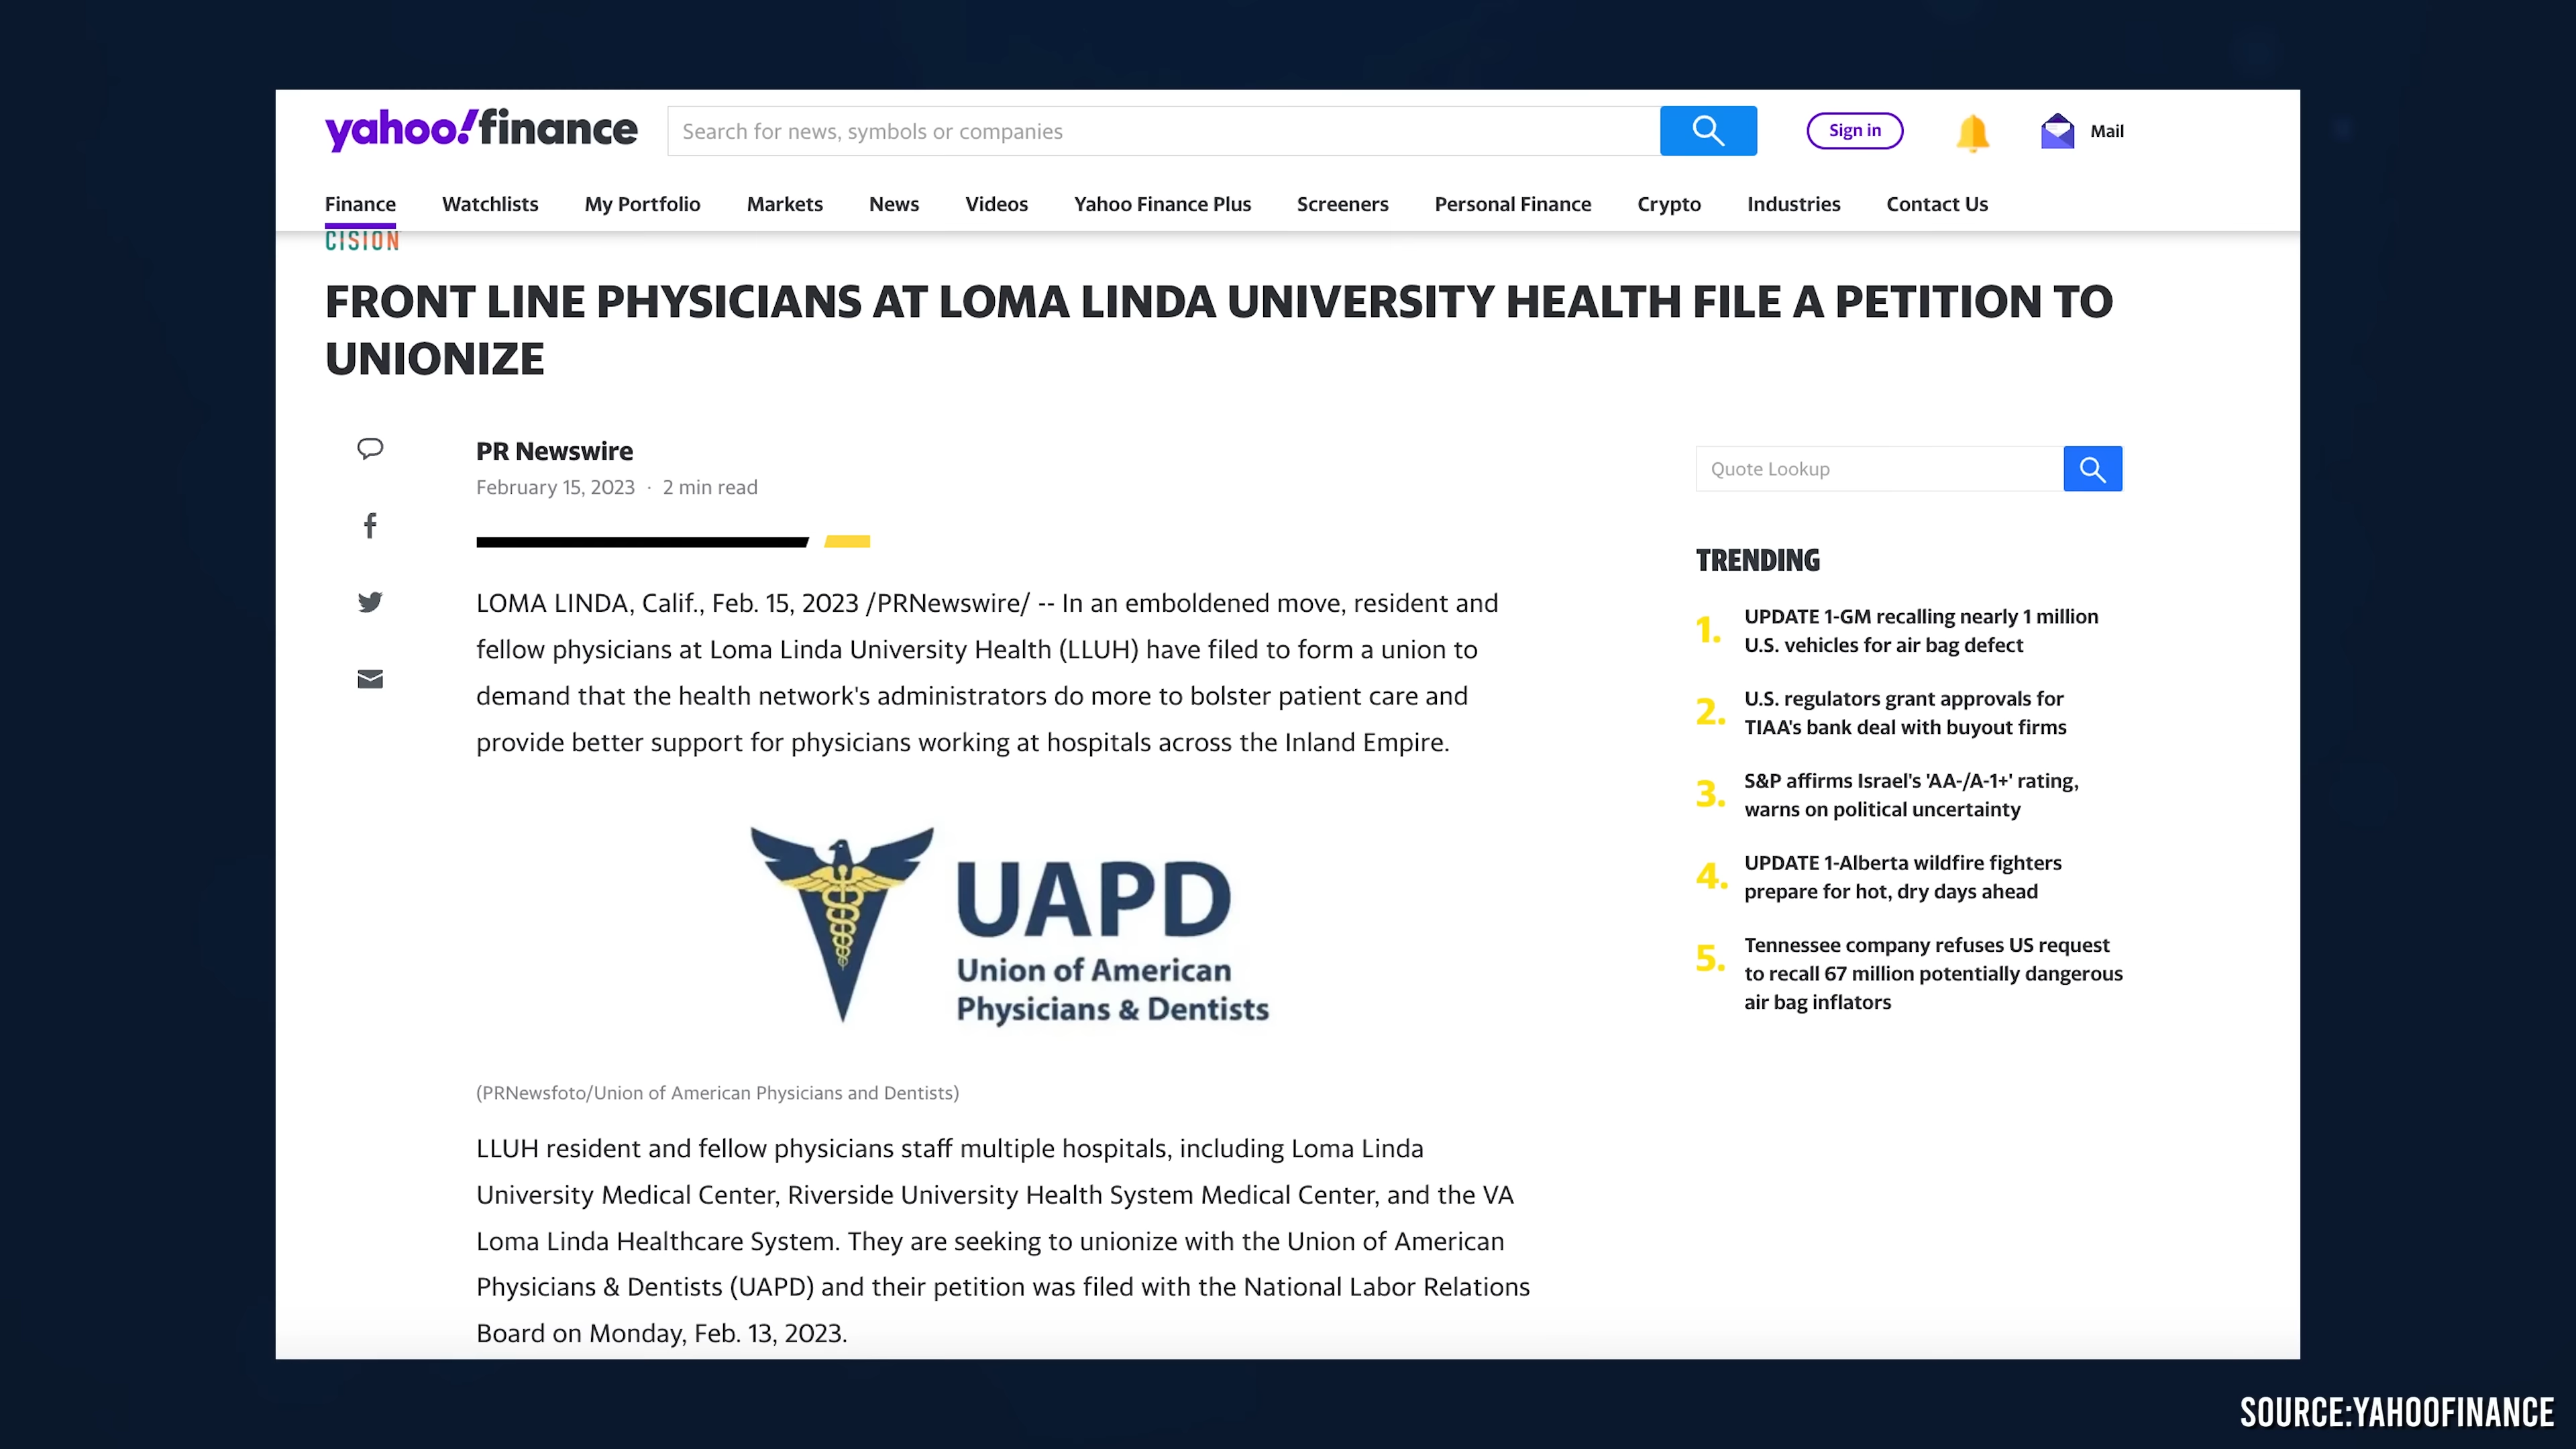 yahoo!finance
Search for news, symbols or companies
Sign in
Mail
Finance Watchlists My Portfolio Markets News Videos Yahoo Finance Plus Screeners Personal Finance Crypto Industries Contact Us
CISION
FRONT LINE PHYSICIANS AT LOMA LINDA UNIVERSITY HEALTH FILE A PETITION TO
UNIONIZE
PR Newswire
February 15, 2023 · 2 min read
LOMA LINDA, Calif., Feb. 15, 2023 /PRNewswire/ -- In an emboldened move, resident and
fellow physicians at Loma Linda University Health (LLUH) have filed to form a union to
demand that the health network's administrators do more to bolster patient care and
provide better support for physicians working at hospitals across the Inland Empire.
UAPD
Union of American
Physicians & Dentists
(PRNewsfoto/Union of American Physicians and Dentists)
LLUH resident and fellow physicians staff multiple hospitals, including Loma Linda
University Medical Center, Riverside University Health System Medical Center, and the VA
Loma Linda Healthcare System. They are seeking to unionize with the Union of American
Physicians & Dentists (UAPD) and their petition was filed with the National Labor Relations
Board on Monday, Feb. 13, 2023.
Quote Lookup
TRENDING
1. UPDATE 1-GM recalling nearly 1 million
U.S. vehicles for air bag defect
2. U.S. regulators grant approvals for
TIAA's bank deal with buyout firms
3. S&P affirms Israel's 'AA-/A-1+' rating,
warns on political uncertainty
4. UPDATE 1-Alberta wildfire fighters
prepare for hot, dry days ahead
5. Tennessee company refuses US request
to recall 67 million potentially dangerous
air bag inflators
SOURCE:YAHOOFINANCE